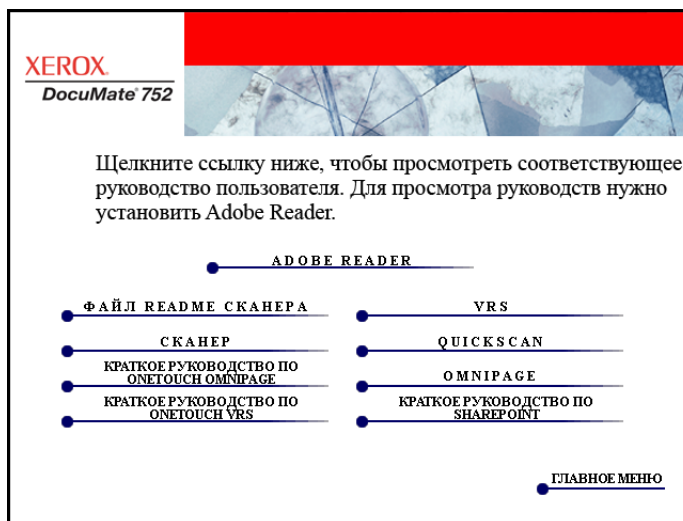 XEROX®
DocuMate® 752
Щелкните ссылку ниже, чтобы просмотреть соответствующее
руководство пользователя. Для просмотра руководств нужно
установить Adobe Reader.
ADOBE READER
ФАЙЛ README СКАНЕРА
VRS
СКАНЕР
QUICKSCAN
КРАТКОЕ РУКОВОДСТВО ПО
ONETOUCH OMNIPAGE
OMNIPAGE
КРАТКОЕ РУКОВОДСТВО ПО
ONETOUCH VRS
КРАТКОЕ РУКОВОДСТВО ПО
SHAREPOINT
ГЛАВНОЕ МЕНЮ